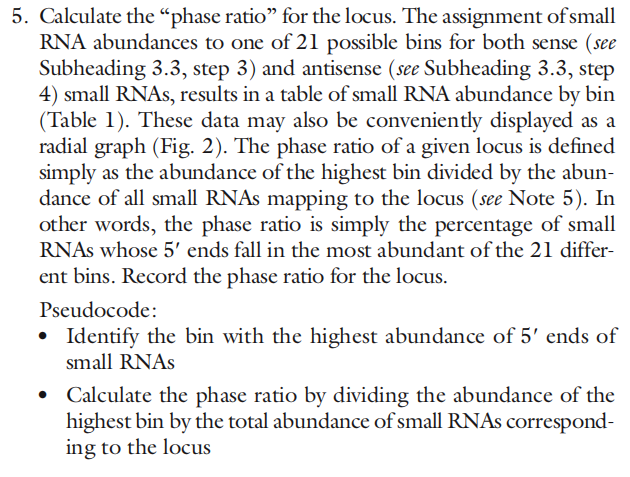 5. Calculate the “phase ratio” for the locus. The assignment of small
RNA abundances to one of 21 possible bins for both sense (see
Subheading 3.3, step 3) and antisense (see Subheading 3.3, step
4) small RNAs, results in a table of small RNA abundance by bin
(Table 1). These data may also be conveniently displayed as a
radial graph (Fig. 2). The phase ratio of a given locus is defined
simply as the abundance of the highest bin divided by the abun-
dance of all small RNAs mapping to the locus (see Note 5). In
other words, the phase ratio is simply the percentage of small
RNAs whose 5′ ends fall in the most abundant of the 21 differ-
ent bins. Record the phase ratio for the locus.
Pseudocode:
• Identify the bin with the highest abundance of 5′ ends of
small RNAs
• Calculate the phase ratio by dividing the abundance of the
highest bin by the total abundance of small RNAs correspond-
ing to the locus